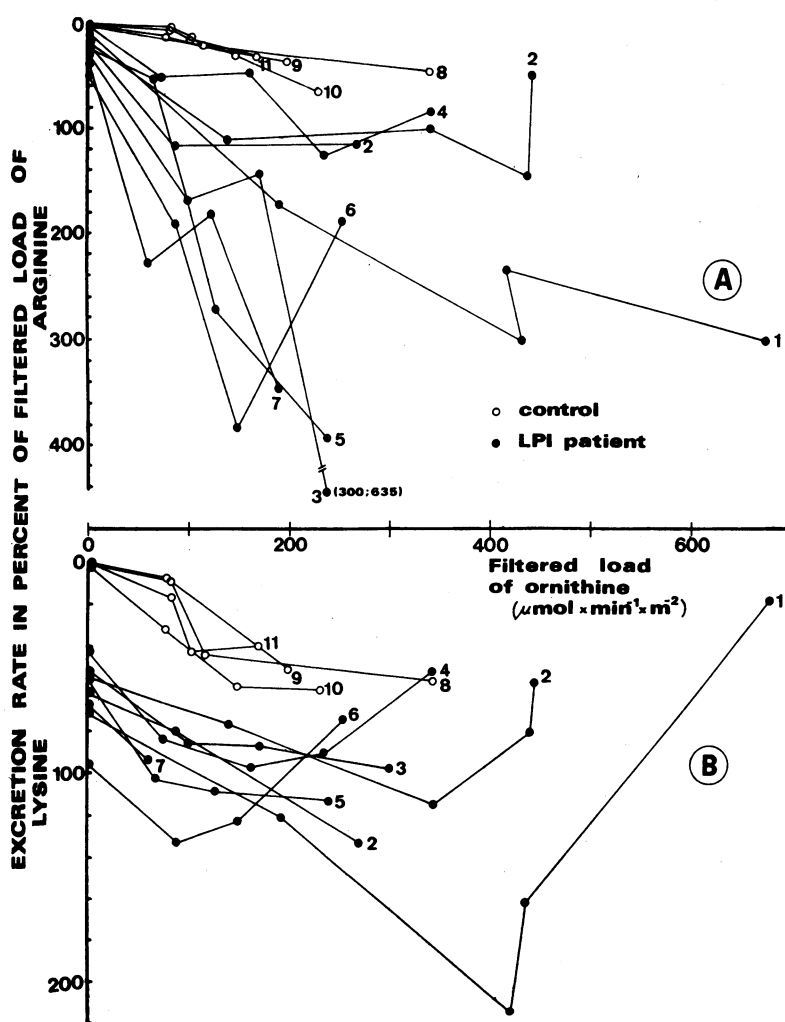 EXCRETION RATE IN PERCENT OF FILTERED LOAD OF
ARGININE
LYSINE
0
100
200
300
400
2
8
9
11
10
4
2
6
1
7
5
3 (300;635)
A
○ control
● LPI patient
0 200 400 600
Filtered load
of ornithine
(μmol × min⁻¹ × m⁻²)
0
100
200
1
11
9
10
4
8
2
6
7
3
5
2
B